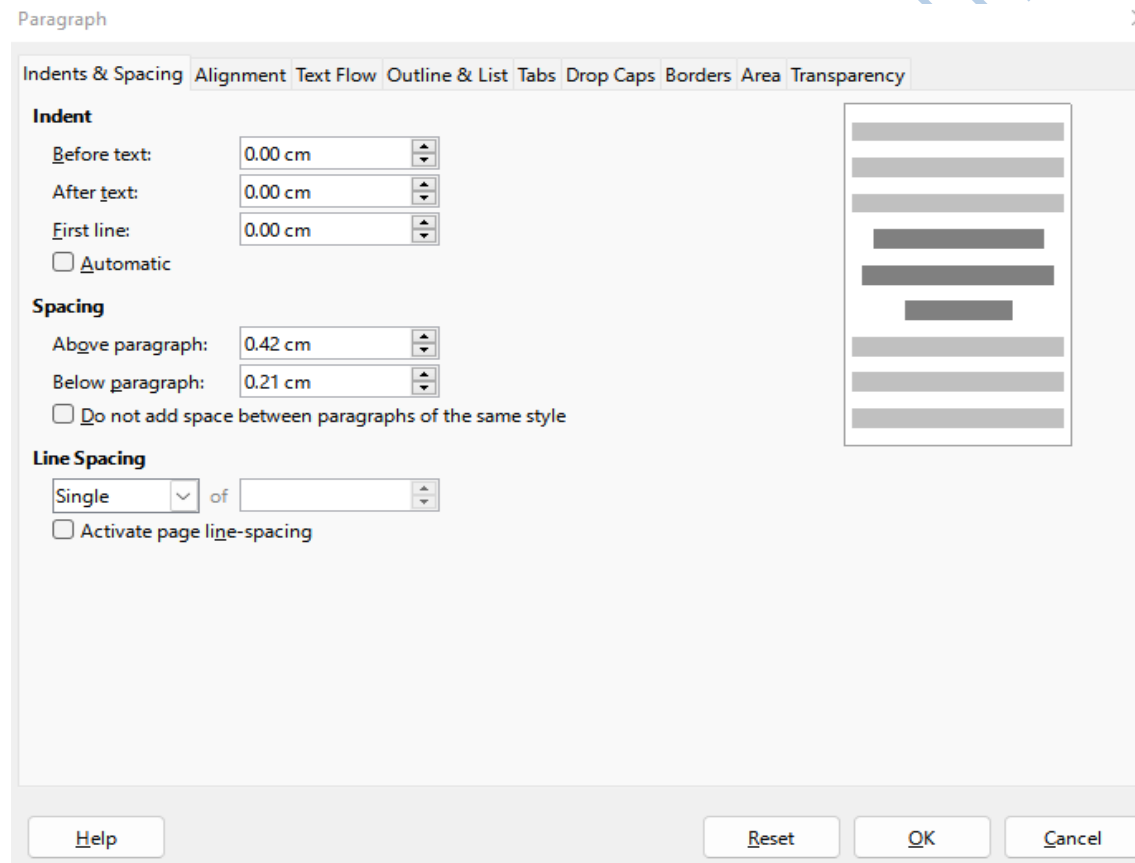 Paragraph
Indents & Spacing Alignment Text Flow Outline & List Tabs Drop Caps Borders Area Transparency
Indent
Before text: 0.00 cm
After text: 0.00 cm
First line: 0.00 cm
Automatic
Spacing
Above paragraph: 0.42 cm
Below paragraph: 0.21 cm
Do not add space between paragraphs of the same style
Line Spacing
Single of
Activate page line-spacing
Help Reset OK Cancel